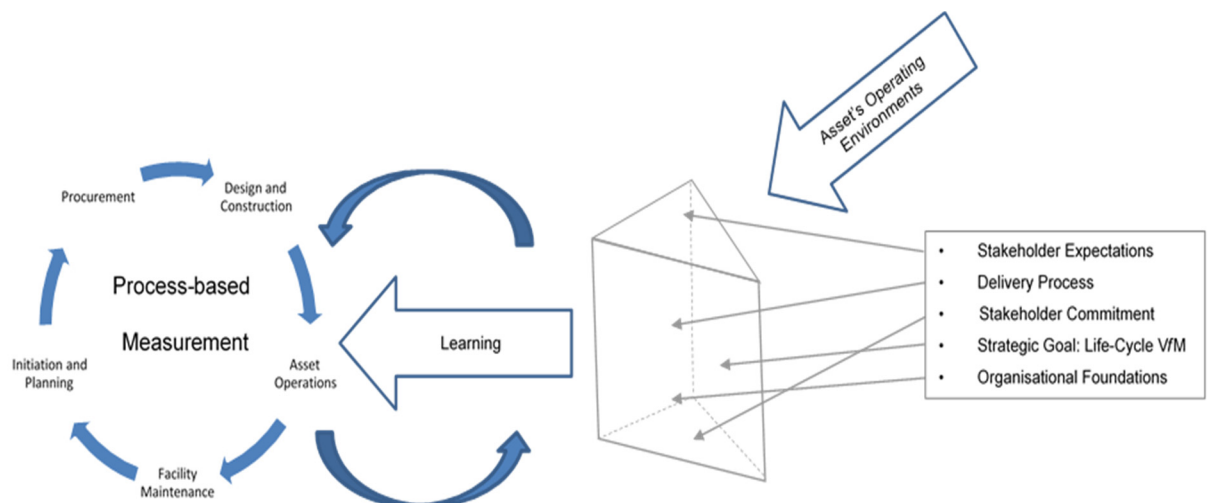 Asset's Operating
Environments
Procurement
Design and
Construction
Process-based
Measurement
Initiation and
Planning
Asset
Operations
Facility
Maintenance
Learning
• Stakeholder Expectations
• Delivery Process
• Stakeholder Commitment
• Strategic Goal: Life-Cycle VfM
• Organisational Foundations